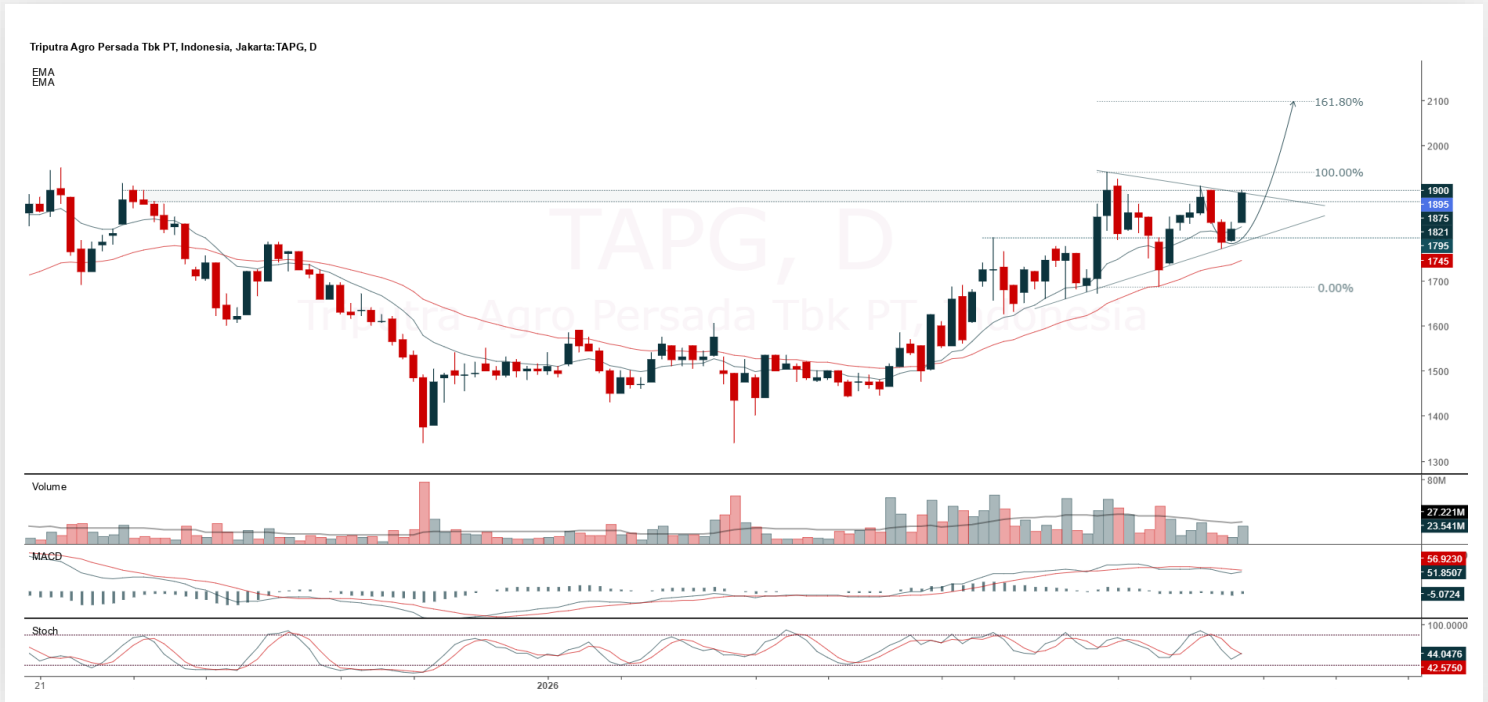 Triputra Agro Persada Tbk PT, Indonesia, Jakarta:TAPG, D
EMA
EMA
TAPG, D
Triputra Agro Persada Tbk PT, Indonesia
161.80%
100.00%
0.00%
2100
2000
1900
1895
1875
1821
1795
1745
1700
1600
1500
1400
1300
Volume
80M
27.221M
23.541M
MACD
56.9230
51.8507
-5.0724
Stoch
100.0000
44.0476
42.5750
21
2026